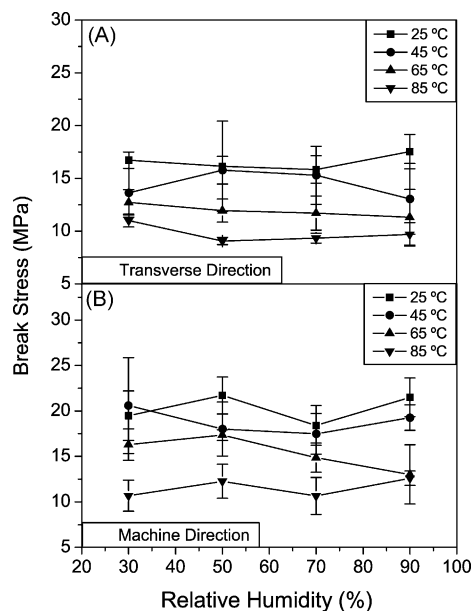 (A)
25 ºC
45 ºC
65 ºC
85 ºC
30
25
20
15
10
5
Transverse Direction
Break Stress (MPa)
(B)
25 ºC
45 ºC
65 ºC
85 ºC
25
20
15
10
5
Machine Direction
20 30 40 50 60 70 80 90 100
Relative Humidity (%)